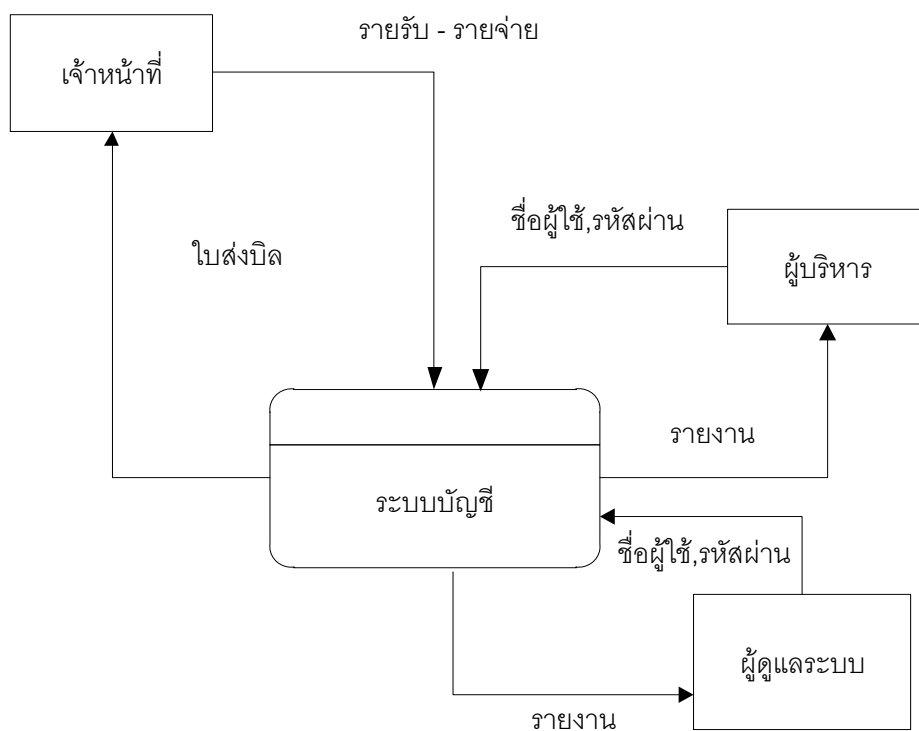 รายรับ - รายจ่าย
เจ้าหน้าที่
ชื่อผู้ใช้,รหัสผ่าน
ใบส่งบิล
ผู้บริหาร
รายงาน
ระบบบัญชี
ชื่อผู้ใช้,รหัสผ่าน
ผู้ดูแลระบบ
รายงาน